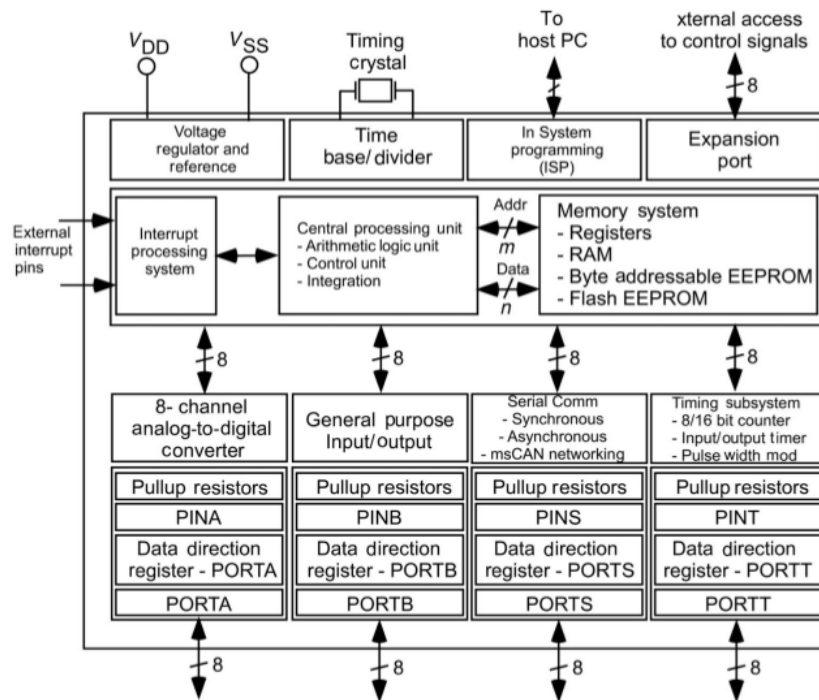 VDD
VSS
Timing
crystal
To
host PC
xternal access
to control signals
8
Voltage
regulator and
reference
Time
base/divider
In System
programming
(ISP)
Expansion
port
External
interrupt
pins
Interrupt
processing
system
Central processing unit
- Arithmetic logic unit
- Control unit
- Integration
Addr
m
Data
n
Memory system
- Registers
- RAM
- Byte addressable EEPROM
- Flash EEPROM
8
8
8
8
8- channel
analog-to-digital
converter
General purpose
Input/output
Serial Comm
- Synchronous
- Asynchronous
- msCAN networking
Timing subsystem
- 8/16 bit counter
- Input/output timer
- Pulse width mod
Pullup resistors
Pullup resistors
Pullup resistors
Pullup resistors
PINA
PINB
PINS
PINT
Data direction
register - PORTA
Data direction
register - PORTB
Data direction
register - PORTS
Data direction
register - PORTT
PORTA
PORTB
PORTS
PORTT
8
8
8
8